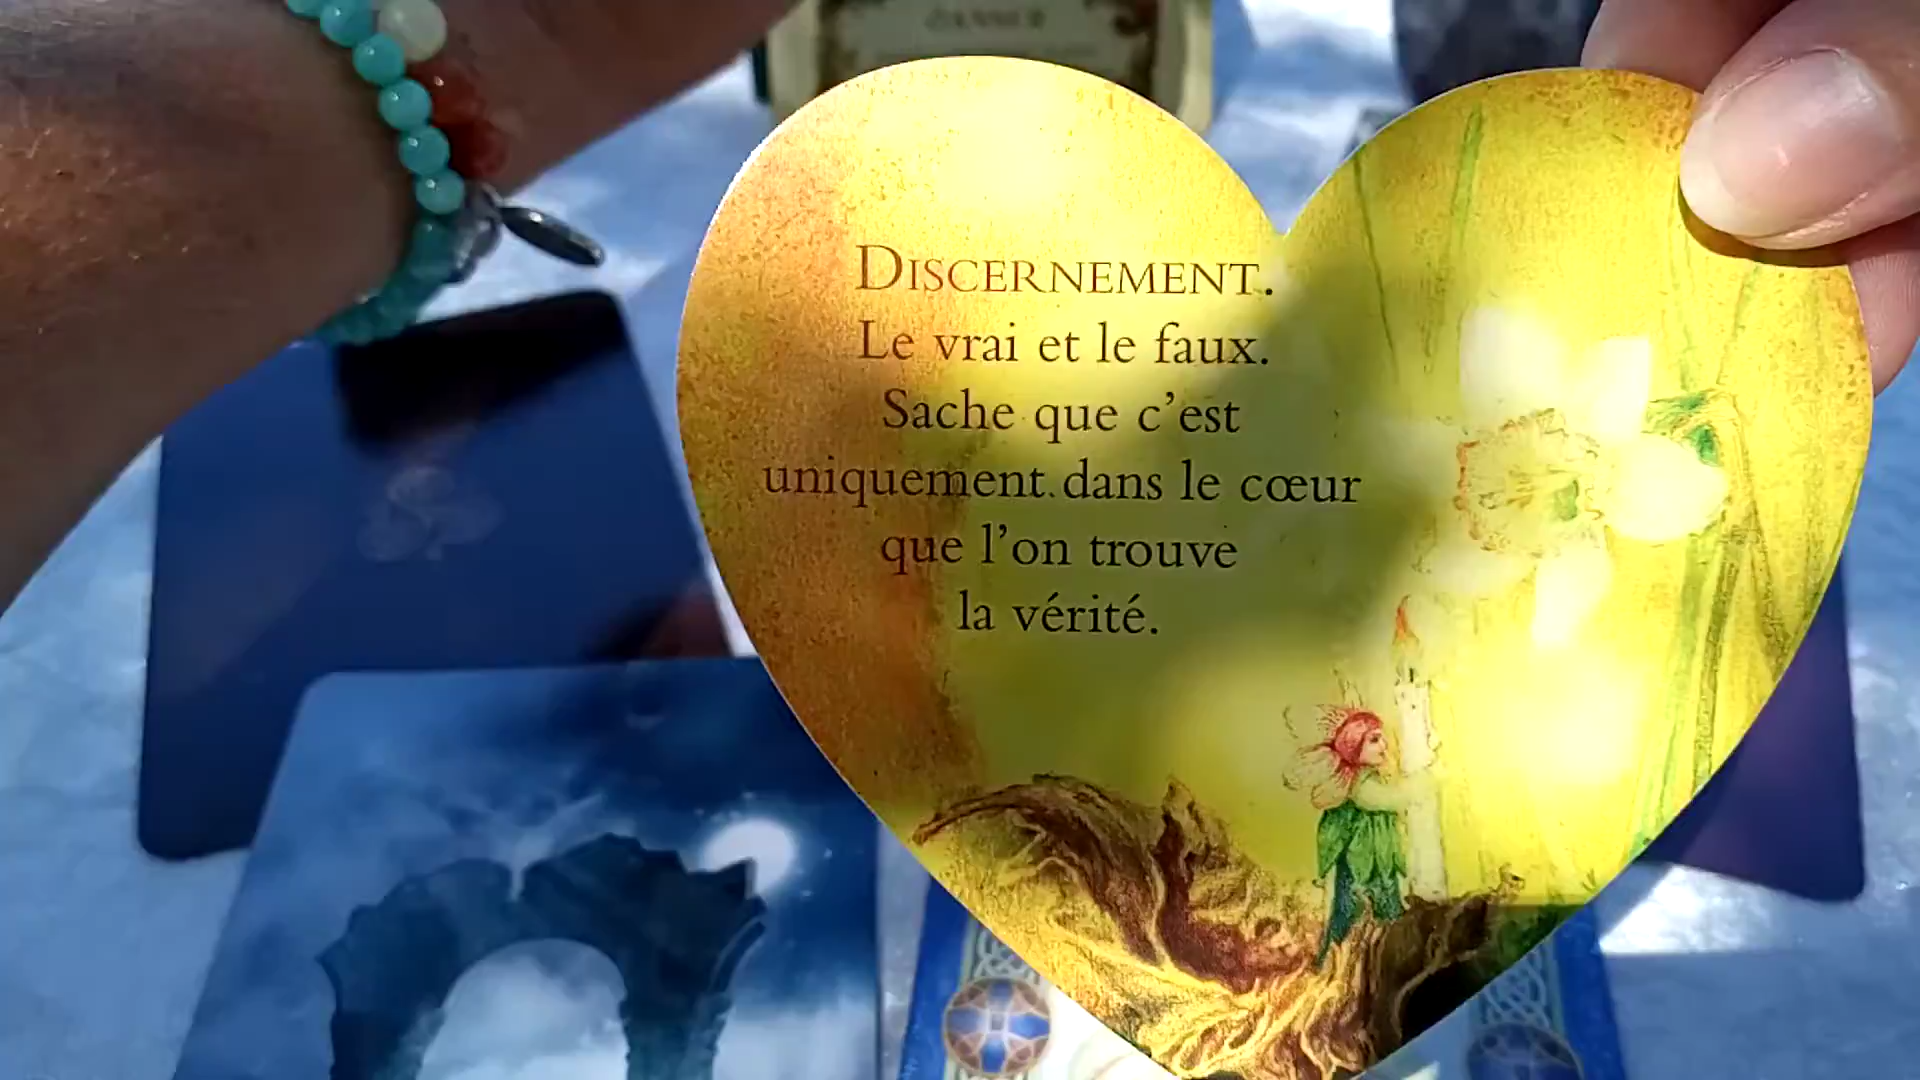 DISCERNEMENT.
Le vrai et le faux.
Sache que c'est
uniquement dans le cœur
que l'on trouve
la vérité.